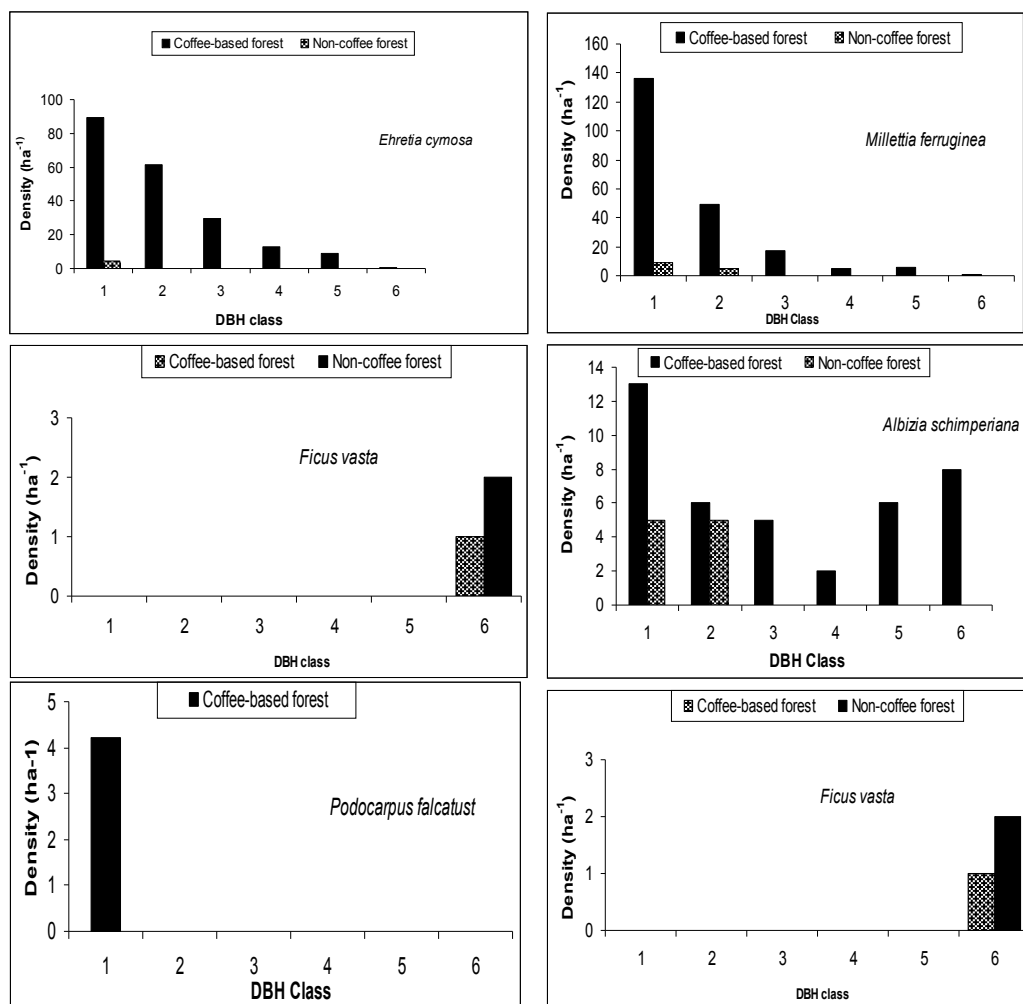 Coffee-based forest Non-coffee forest
Density (ha-1)
100
80
60
40
20
0
Ehretia cymosa
1 2 3 4 5 6
DBH class
Coffee-based forest Non-coffee forest
Density (ha-1)
160
140
120
100
80
60
40
20
0
Millettia ferruginea
1 2 3 4 5 6
DBH Class
Coffee-based forest Non-coffee forest
Density (ha-1)
3
2
1
0
Ficus vasta
1 2 3 4 5 6
DBH class
Coffee-based forest Non-coffee forest
Density (ha-1)
14
12
10
8
6
4
2
0
Albizia schimperiana
1 2 3 4 5 6
DBH Class
Coffee-based forest
Density (ha-1)
5
4
3
2
1
0
Podocarpus falcatust
1 2 3 4 5 6
DBH Class
Coffee-based forest Non-coffee forest
Density (ha-1)
3
2
1
0
Ficus vasta
1 2 3 4 5 6
DBH class